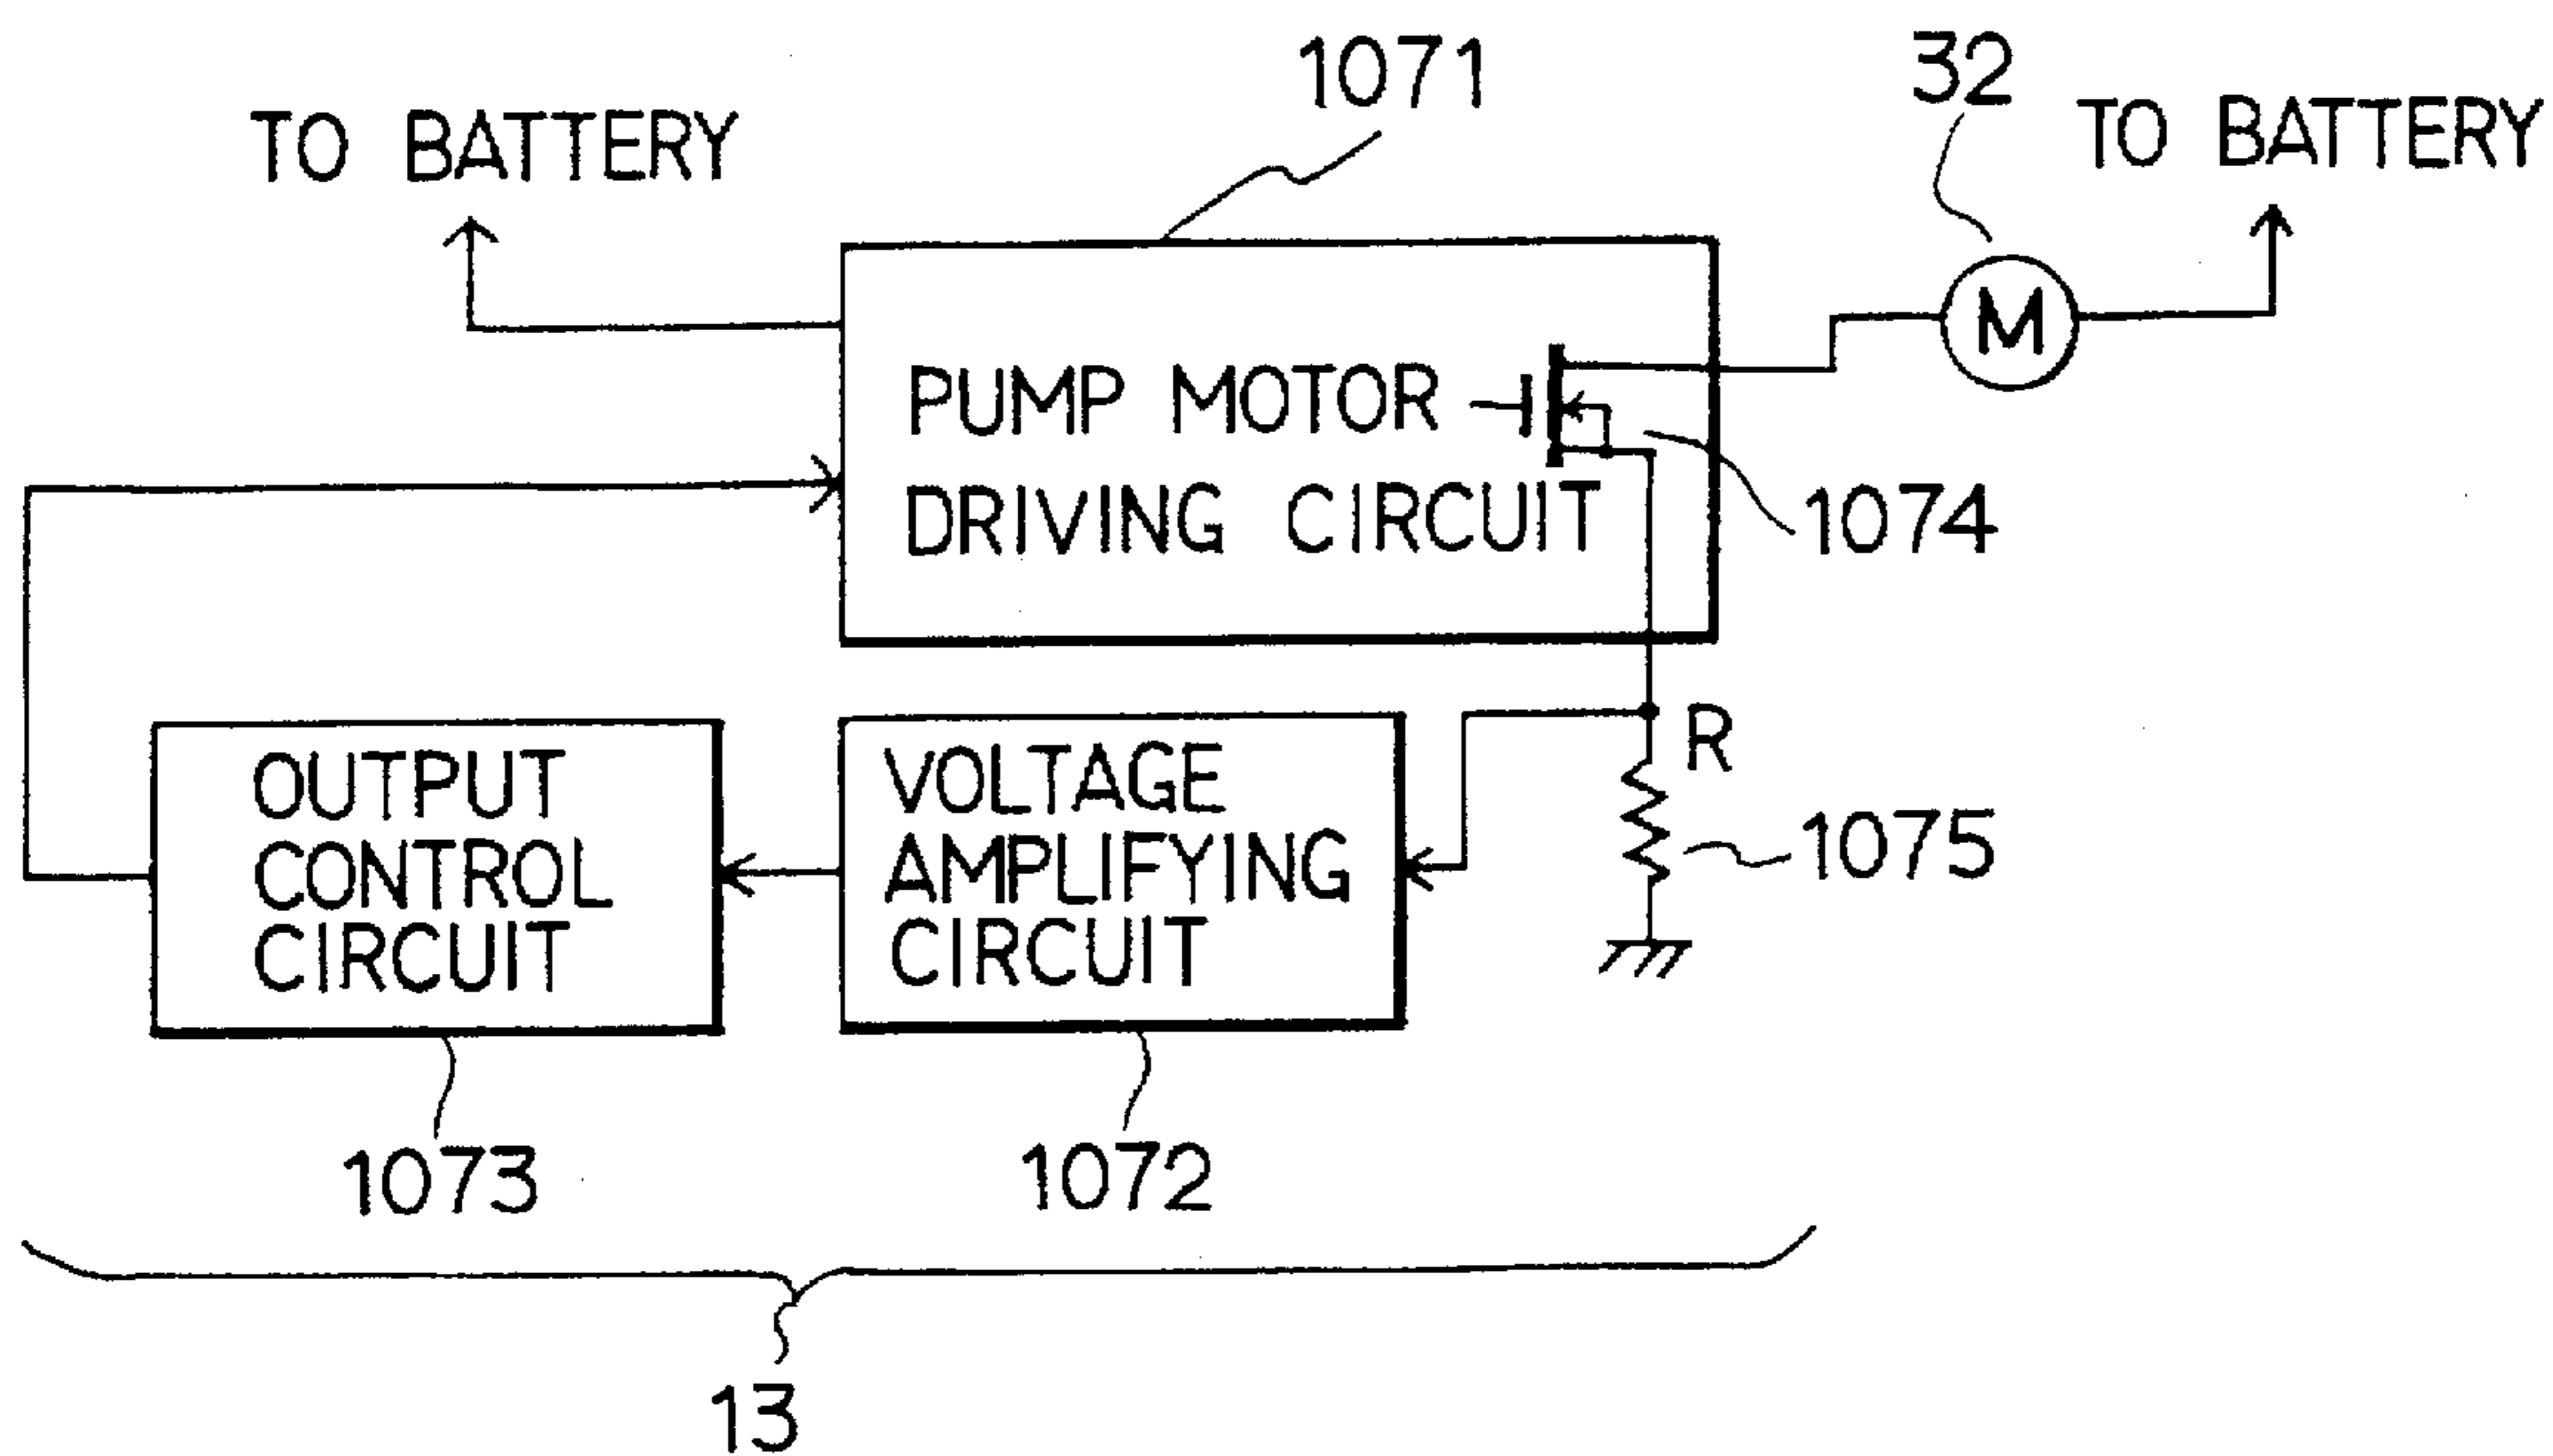 1071
32
TO BATTERY
TO BATTERY
M
PUMP MOTOR
DRIVING CIRCUIT
1074
R
OUTPUT
CONTROL
CIRCUIT
VOLTAGE
AMPLIFYING
CIRCUIT
1075
1073
1072
13